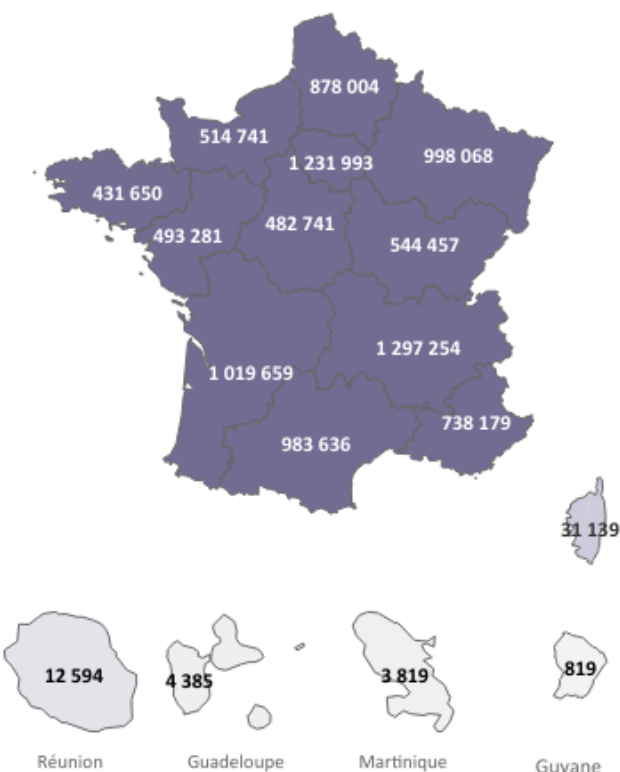 878 004
514 741
1 231 993
998 068
431 650
493 281
482 741
544 457
1 297 254
1 019 659
738 179
983 636
31 139
12 594
4 385
3 819
819
Réunion
Guadeloupe
Martinique
Guyane